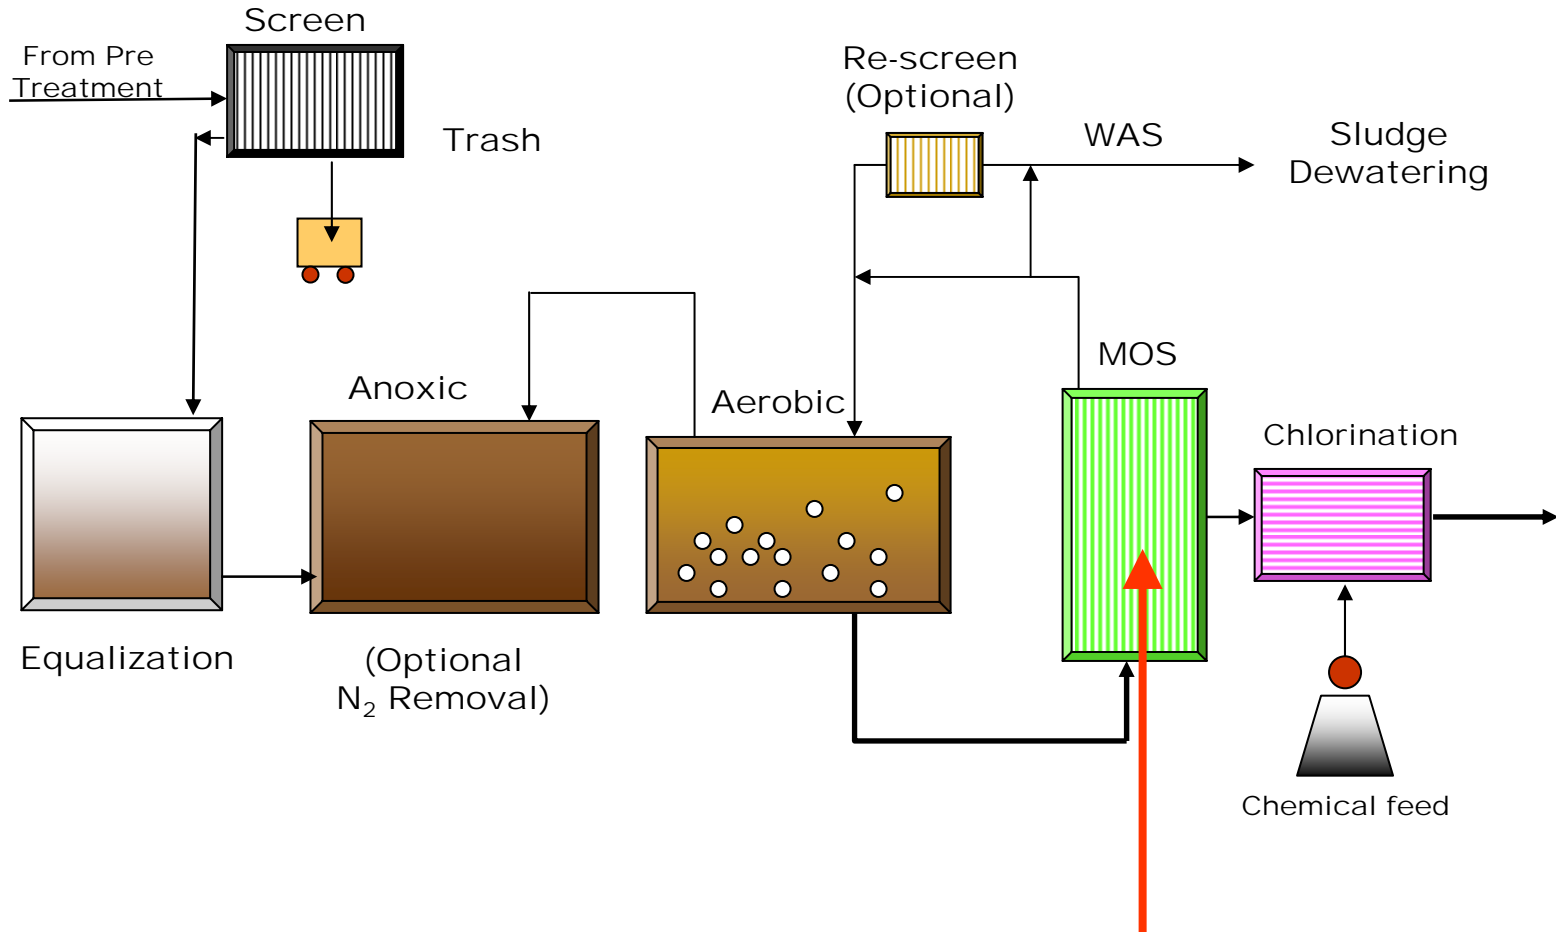 Screen
From Pre
Treatment
Trash
Re-screen
(Optional)
WAS
Sludge
Dewatering
MOS
Anoxic
Aerobic
Chlorination
Equalization
(Optional
N₂ Removal)
Chemical feed